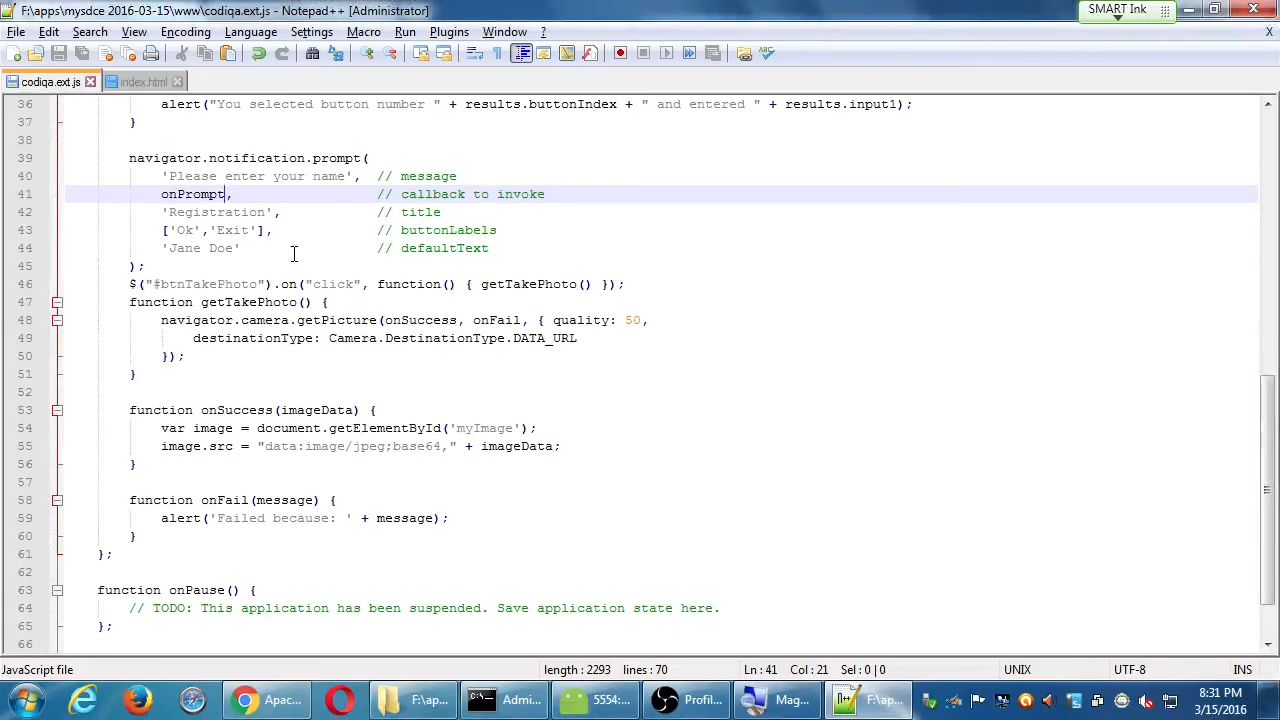 F:\apps\mysdce 2016-03-15\www\codiqa.ext.js - Notepad++ [Administrator]
SMART Ink
File Edit Search View Encoding Language Settings Macro Run Plugins Window ? X
codiqa.ext.js index.html
36 alert("You selected button number " + results.buttonIndex + " and entered " + results.input1);
37 }
38
39 navigator.notification.prompt(
40 'Please enter your name', // message
41 onPrompt, // callback to invoke
42 'Registration', // title
43 ['Ok','Exit'], // buttonLabels
44 'Jane Doe' // defaultText
45 );
46 $("#btnTakePhoto").on("click", function() { getTakePhoto() });
47 function getTakePhoto() {
48 navigator.camera.getPicture(onSuccess, onFail, { quality: 50,
49 destinationType: Camera.DestinationType.DATA_URL
50 });
51 }
52
53 function onSuccess(imageData) {
54 var image = document.getElementById('myImage');
55 image.src = "data:image/jpeg;base64," + imageData;
56 }
57
58 function onFail(message) {
59 alert('Failed because: ' + message);
60 }
61 };
62
63 function onPause() {
64 // TODO: This application has been suspended. Save application state here.
65 };
66
JavaScript file length : 2293 lines : 70 Ln : 41 Col : 21 Sel : 0 | 0 UNIX UTF-8 INS
Apac... F:\ap... Admi... 5554:... Profil... Mag... F:\ap... 8:31 PM
3/15/2016